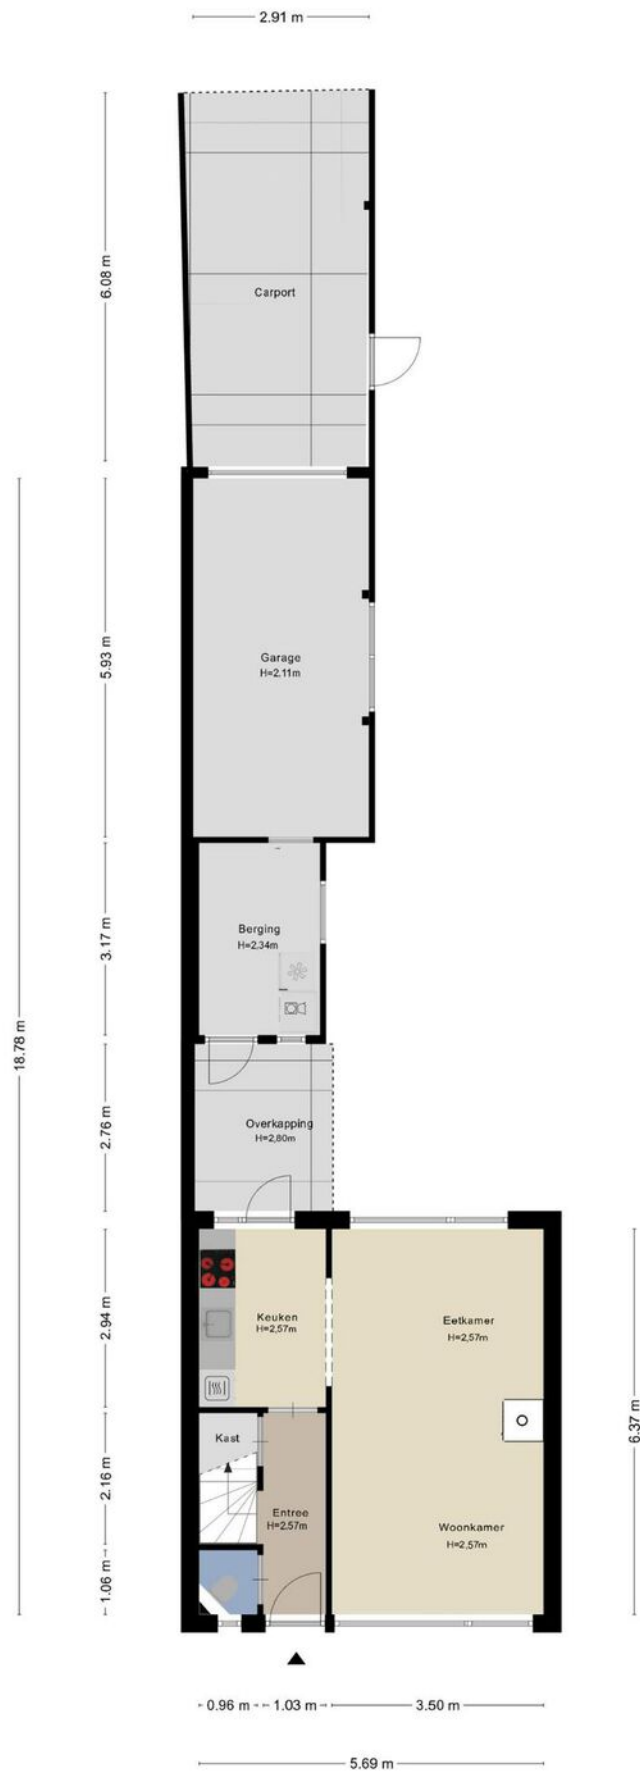 2.91 m
6.08 m
Carport
5.93 m
Garage
H=2.11m
18.78 m
3.17 m
Berging
H=2.34m
2.76 m
Overkapping
H=2,80m
2.94 m
Keuken
H=2,57m
Eetkamer
H=2,57m
6.37 m
Kast
2.16 m
Entree
H=2.57m
Woonkamer
H=2,57m
1.06 m
0.96 m
1.03 m
3.50 m
5.69 m